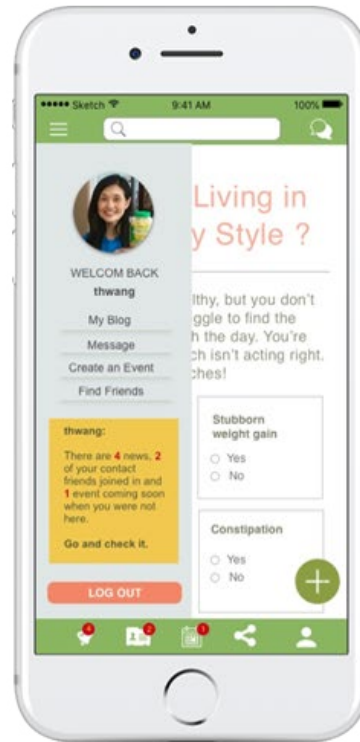 Sketch 9:41 AM 100%
Living in
y Style ?
WELCOM BACK
thwang
My Blog
Message
Create an Event
Find Friends
lthy, but you don't
ggle to find the
h the day. You're
ch isn't acting right.
ches!
thwang:
There are 4 news, 2
of your contact
friends joined in and
1 event coming soon
when you were not
here.
Go and check it.
LOG OUT
Stubborn
weight gain
Yes
No
Constipation
Yes
No
4
2
1